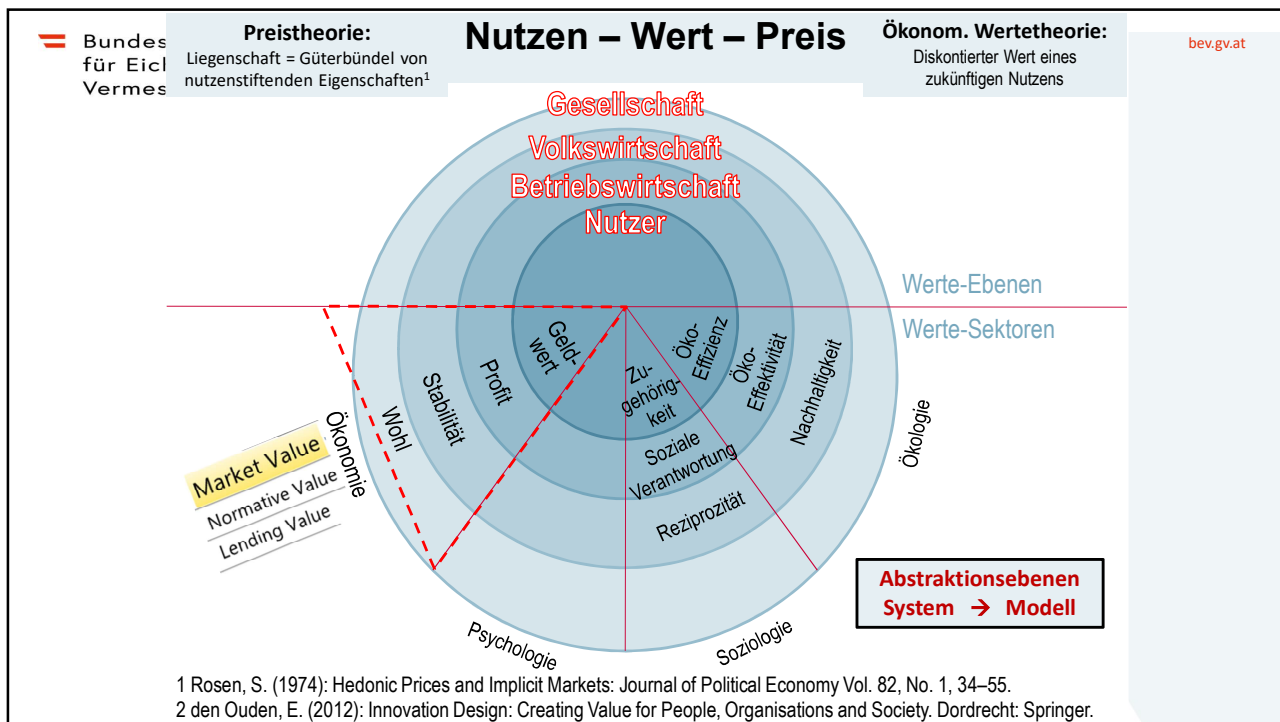 Bundes
für Eich
Vermes
Preistheorie:
Liegenschaft = Güterbündel von
nutzenstiftenden Eigenschaften1
Nutzen – Wert – Preis
Ökonom. Wertetheorie:
Diskontierter Wert eines
zukünftigen Nutzens
bev.gv.at
Gesellschaft
Volkswirtschaft
Betriebswirtschaft
Nutzer
Werte-Ebenen
Werte-Sektoren
Geld-
wert
Profit
Stabilität
Wohl
Ökonomie
Zu-
gehörig-
keit
Soziale
Verantwortung
Reziprozität
Öko-
Effizienz
Öko-
Effektivität
Nachhaltigkeit
Ökologie
Market Value
Normative Value
Lending Value
Psychologie
Soziologie
Abstraktionsebenen
System → Modell
1 Rosen, S. (1974): Hedonic Prices and Implicit Markets: Journal of Political Economy Vol. 82, No. 1, 34–55.
2 den Ouden, E. (2012): Innovation Design: Creating Value for People, Organisations and Society. Dordrecht: Springer.